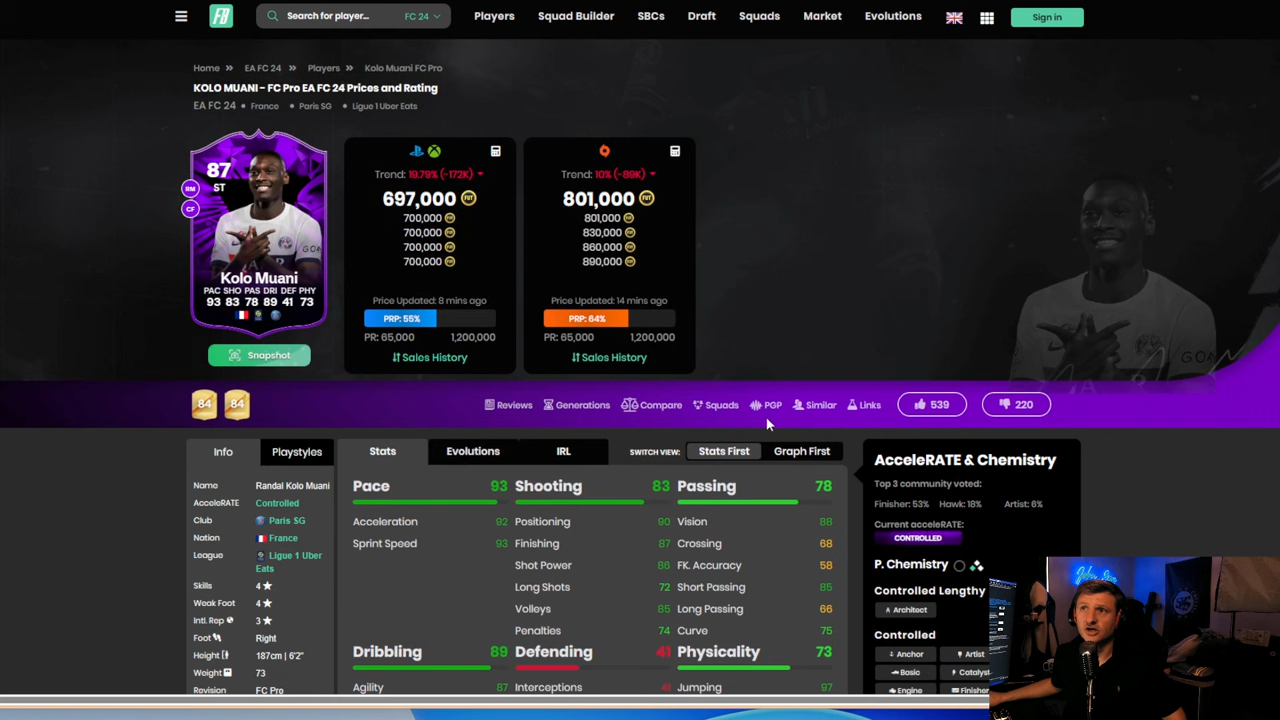 Search for player... FC 24
Players Squad Builder SBCs Draft Squads Market Evolutions Sign in
Home » EA FC 24 » Players » Kolo Muani FC Pro
KOLO MUANI - FC Pro EA FC 24 Prices and Rating
EA FC 24 • France • Paris SG • Ligue 1 Uber Eats
87
ST
RM
CF
Kolo Muani
PAC SHO PAS DRI DEF PHY
93 83 78 89 41 73
Snapshot
Trend: 19.79% (-172K)
697,000
700,000
700,000
700,000
700,000
Price Updated: 8 mins ago
PRP: 55%
PR: 65,000 1,200,000
Sales History
Trend: 10% (-89K)
801,000
801,000
830,000
860,000
890,000
Price Updated: 14 mins ago
PRP: 64%
PR: 65,000 1,200,000
Sales History
84 84
Reviews Generations Compare Squads PGP Similar Links 539 220
Info Playstyles
Name Randal Kolo Muani
AcceleRATE Controlled
Club Paris SG
Nation France
League Ligue 1 Uber
Eats
Skills 4
Weak Foot 4
Intl. Rep 3
Foot Right
Height 187cm | 6'2"
Weight 73
Revision FC Pro
Stats Evolutions IRL SWITCH VIEW: Stats First Graph First
Pace 93
Acceleration 92
Sprint Speed 93
Shooting 83
Positioning 90
Finishing 87
Shot Power 86
Long Shots 72
Volleys 85
Penalties 74
Passing 78
Vision 88
Crossing 68
FK. Accuracy 58
Short Passing 85
Long Passing 66
Curve 75
Dribbling 89
Agility 87
Defending 41
Interceptions
Physicality 73
Jumping 97
AcceleRATE & Chemistry
Top 3 community voted:
Finisher: 53% Hawk: 18% Artist: 6%
Current acceleRATE:
CONTROLLED
P. Chemistry
Controlled Lengthy
Architect
Controlled
Anchor Artist
Basic Catalyst
Engine Finisher